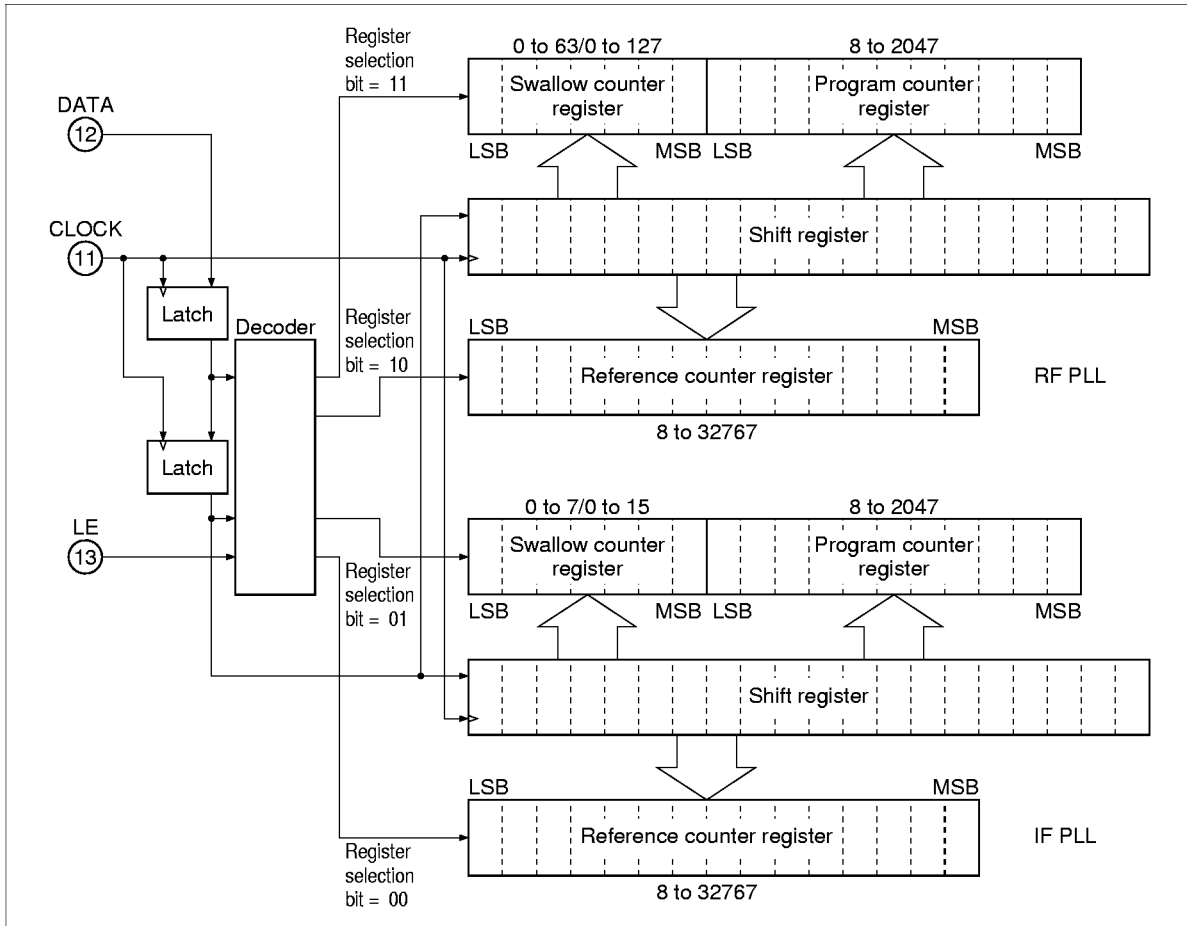 Register
selection
bit = 11
0 to 63/0 to 127
8 to 2047
Swallow counter
register
Program counter
register
LSB
MSB
LSB
MSB
DATA
12
CLOCK
11
Shift register
Latch
Decoder
Register
selection
bit = 10
LSB
MSB
Reference counter register
RF PLL
8 to 32767
Latch
0 to 7/0 to 15
8 to 2047
Swallow counter
register
Program counter
register
LE
13
Register
selection
bit = 01
LSB
MSB
LSB
MSB
Shift register
LSB
MSB
Reference counter register
IF PLL
Register
selection
bit = 00
8 to 32767